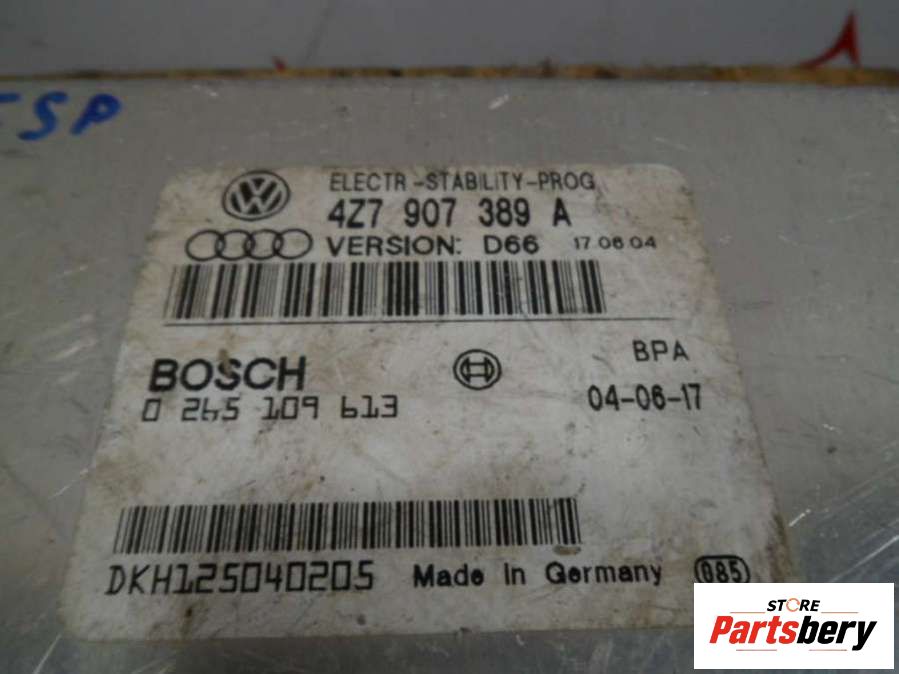 ESP
ELECTR-STABILITY-PROG
4Z7 907 389 A
VERSION: D66 17.06.04
BOSCH
BPA
0 265 109 613
04-06-17
DKH125040205 Made in Germany 085
STORE
Partsbery